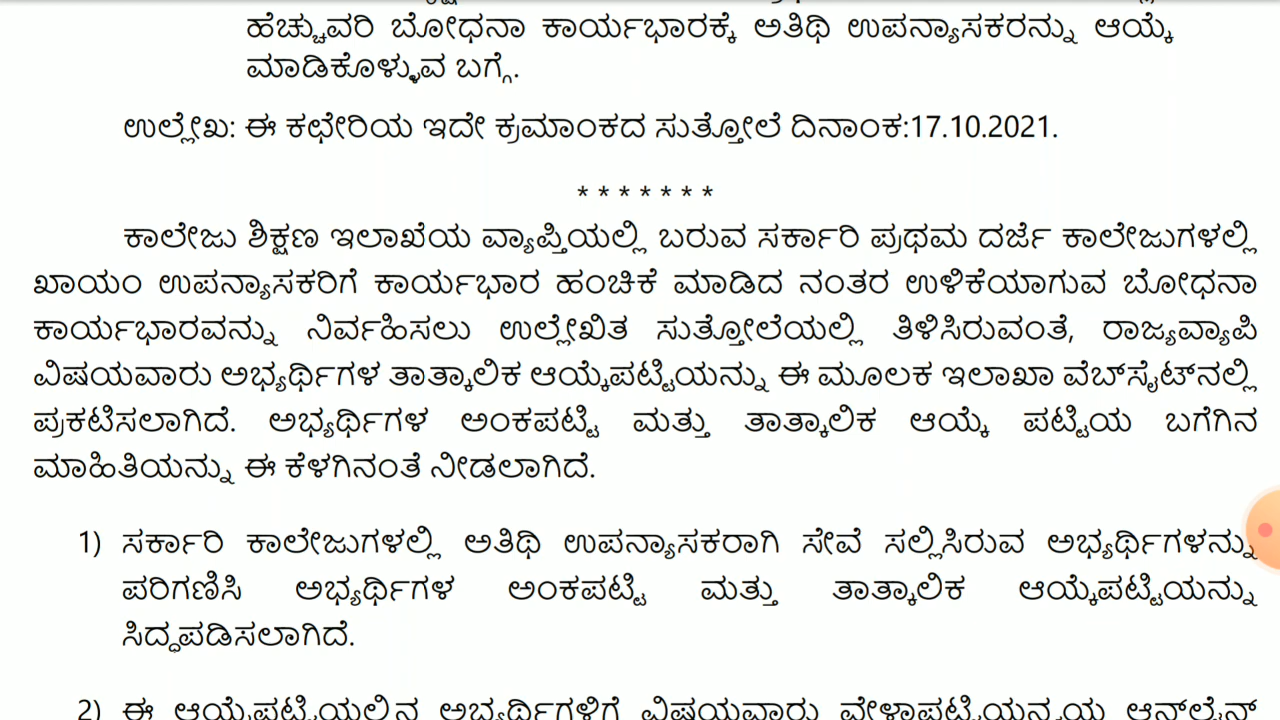 ಹೆಚ್ಚುವರಿ ಬೋಧನಾ ಕಾರ್ಯಭಾರಕ್ಕೆ ಅತಿಥಿ ಉಪನ್ಯಾಸಕರನ್ನು ಆಯ್ಕೆ
ಮಾಡಿಕೊಳ್ಳುವ ಬಗ್ಗೆ.
ಉಲ್ಲೇಖ: ಈ ಕಛೇರಿಯ ಇದೇ ಕ್ರಮಾಂಕದ ಸುತ್ತೋಲೆ ದಿನಾಂಕ:17.10.2021.
* * * * * * *
ಕಾಲೇಜು ಶಿಕ್ಷಣ ಇಲಾಖೆಯ ವ್ಯಾಪ್ತಿಯಲ್ಲಿ ಬರುವ ಸರ್ಕಾರಿ ಪ್ರಥಮ ದರ್ಜೆ ಕಾಲೇಜುಗಳಲ್ಲಿ
ಖಾಯಂ ಉಪನ್ಯಾಸಕರಿಗೆ ಕಾರ್ಯಭಾರ ಹಂಚಿಕೆ ಮಾಡಿದ ನಂತರ ಉಳಿಕೆಯಾಗುವ ಬೋಧನಾ
ಕಾರ್ಯಭಾರವನ್ನು ನಿರ್ವಹಿಸಲು ಉಲ್ಲೇಖಿತ ಸುತ್ತೋಲೆಯಲ್ಲಿ ತಿಳಿಸಿರುವಂತೆ, ರಾಜ್ಯವ್ಯಾಪಿ
ವಿಷಯವಾರು ಅಭ್ಯರ್ಥಿಗಳ ತಾತ್ಕಾಲಿಕ ಆಯ್ಕೆಪಟ್ಟಿಯನ್ನು ಈ ಮೂಲಕ ಇಲಾಖಾ ವೆಬ್‌ಸೈಟ್‌ನಲ್ಲಿ
ಪ್ರಕಟಿಸಲಾಗಿದೆ. ಅಭ್ಯರ್ಥಿಗಳ ಅಂಕಪಟ್ಟಿ ಮತ್ತು ತಾತ್ಕಾಲಿಕ ಆಯ್ಕೆ ಪಟ್ಟಿಯ ಬಗೆಗಿನ
ಮಾಹಿತಿಯನ್ನು ಈ ಕೆಳಗಿನಂತೆ ನೀಡಲಾಗಿದೆ.
1) ಸರ್ಕಾರಿ ಕಾಲೇಜುಗಳಲ್ಲಿ ಅತಿಥಿ ಉಪನ್ಯಾಸಕರಾಗಿ ಸೇವೆ ಸಲ್ಲಿಸಿರುವ ಅಭ್ಯರ್ಥಿಗಳನ್ನು
ಪರಿಗಣಿಸಿ ಅಭ್ಯರ್ಥಿಗಳ ಅಂಕಪಟ್ಟಿ ಮತ್ತು ತಾತ್ಕಾಲಿಕ ಆಯ್ಕೆಪಟ್ಟಿಯನ್ನು
ಸಿದ್ಧಪಡಿಸಲಾಗಿದೆ.
2) ಈ ಆಯ್ಕೆಪಟ್ಟಿಯಲ್ಲಿನ ಅಭ್ಯರ್ಥಿಗಳಿಗೆ ವಿಷಯವಾರು ವೇಳಾಪಟ್ಟಿಯನ್ವಯ ಆನ್‌ಲೈನ್